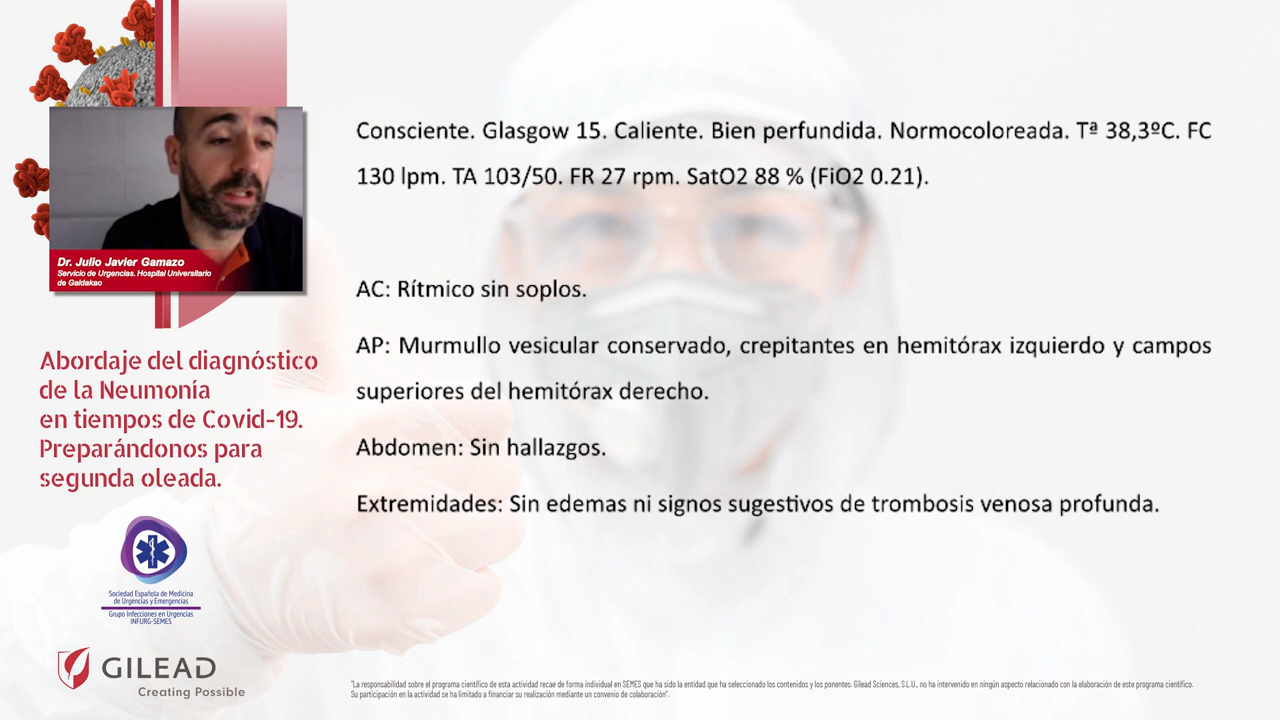 Consciente. Glasgow 15. Caliente. Bien perfundida. Normocoloreada. Tª 38,3ºC. FC
130 lpm. TA 103/50. FR 27 rpm. SatO2 88 % (FiO2 0.21).
AC: Rítmico sin soplos.
AP: Murmullo vesicular conservado, crepitantes en hemitórax izquierdo y campos
superiores del hemitórax derecho.
Abdomen: Sin hallazgos.
Extremidades: Sin edemas ni signos sugestivos de trombosis venosa profunda.
Dr. Julio Javier Gamazo
Servicio de Urgencias. Hospital Universitario
de Galdakao
Abordaje del diagnóstico
de la Neumonía
en tiempos de Covid-19.
Preparándonos para
segunda oleada.
Sociedad Española de Medicina
de Urgencias y Emergencias
Grupo Infecciones en Urgencias
INFURG-SEMES
GILEAD
Creating Possible
"La responsabilidad sobre el programa científico de esta actividad recae de forma individual en SEMES que ha sido la entidad que ha seleccionado los contenidos y los ponentes. Gilead Sciences, S.L.U., no ha intervenido en ningún aspecto relacionado con la elaboración de este programa científico.
Su participación en la actividad se ha limitado a financiar su realización mediante un convenio de colaboración".